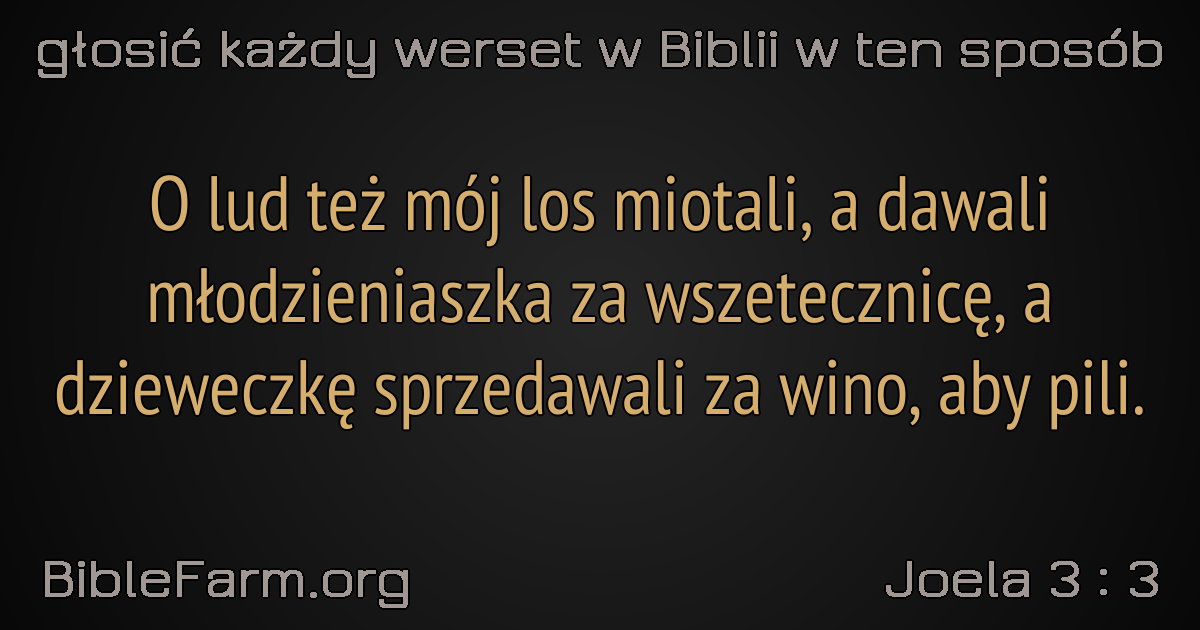 głosić każdy werset w Biblii w ten sposób
O lud też mój los miotali, a dawali
młodzieniaszka za wszetecznicę, a
dzieweczkę sprzedawali za wino, aby pili.
BibleFarm.org
Joela 3 : 3